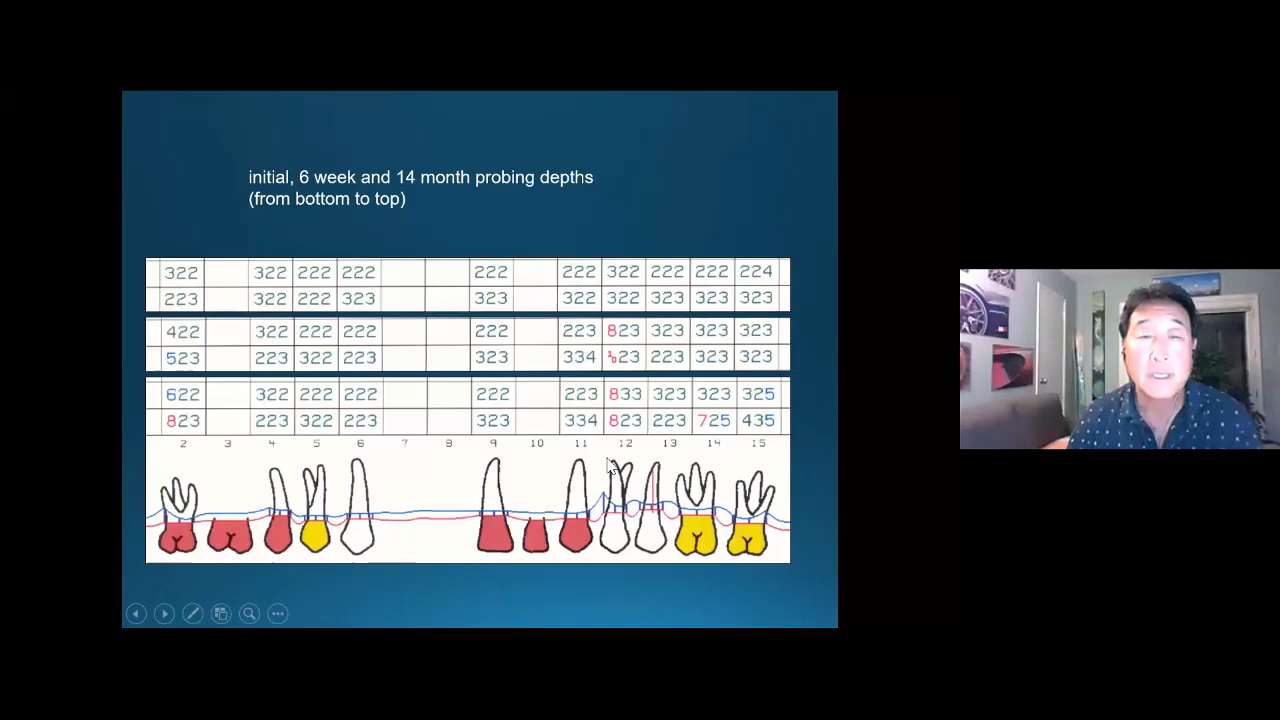 initial, 6 week and 14 month probing depths
(from bottom to top)
322 322 222 222 222 222 322 222 222 224
223 322 222 323 323 322 322 323 323 323
422 322 222 222 222 223 823 323 323 323
523 223 322 223 323 334 23 223 323 323
622 322 222 222 222 223 833 323 323 325
823 223 322 223 323 334 823 223 725 435
2 3 4 5 6 7 8 9 10 11 12 13 14 15